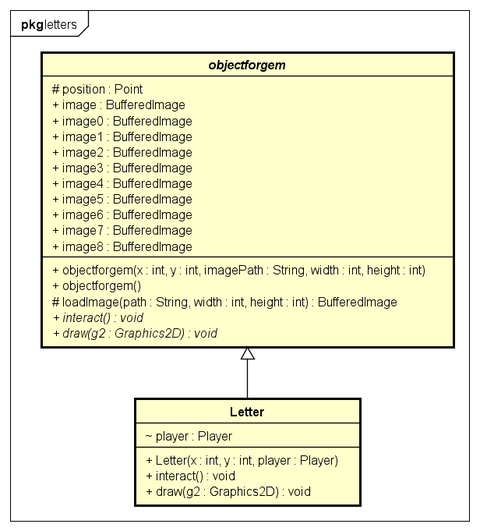 pkg letters
objectforgem
# position : Point
+ image : BufferedImage
+ image0 : BufferedImage
+ image1 : BufferedImage
+ image2 : BufferedImage
+ image3 : BufferedImage
+ image4 : BufferedImage
+ image5 : BufferedImage
+ image6 : BufferedImage
+ image7 : BufferedImage
+ image8 : BufferedImage
+ objectforgem(x : int, y : int, imagePath : String, width : int, height : int)
+ objectforgem()
# loadImage(path : String, width : int, height : int) : BufferedImage
+ interact() : void
+ draw(g2 : Graphics2D) : void
Letter
~ player : Player
+ Letter(x : int, y : int, player : Player)
+ interact() : void
+ draw(g2 : Graphics2D) : void